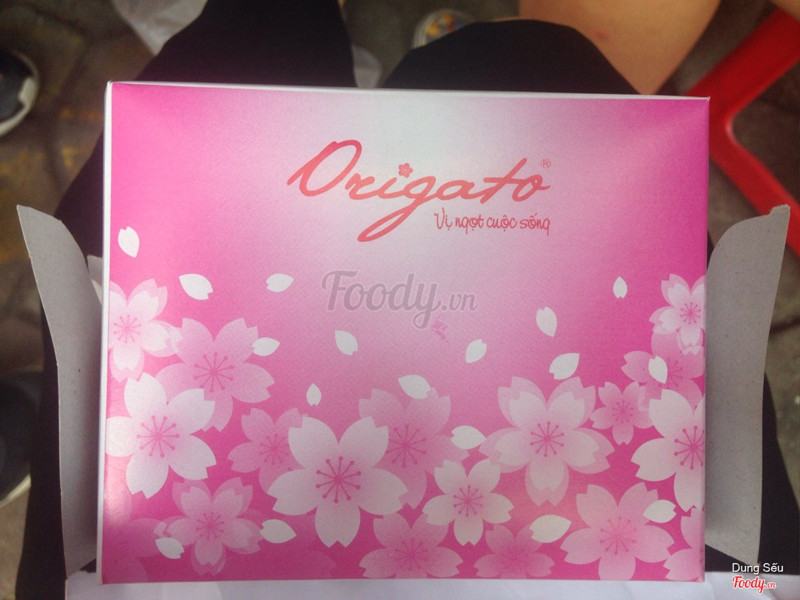 Origato®
Vị ngọt cuộc sống
Foody.vn
Dung Sếu
Foody.vn